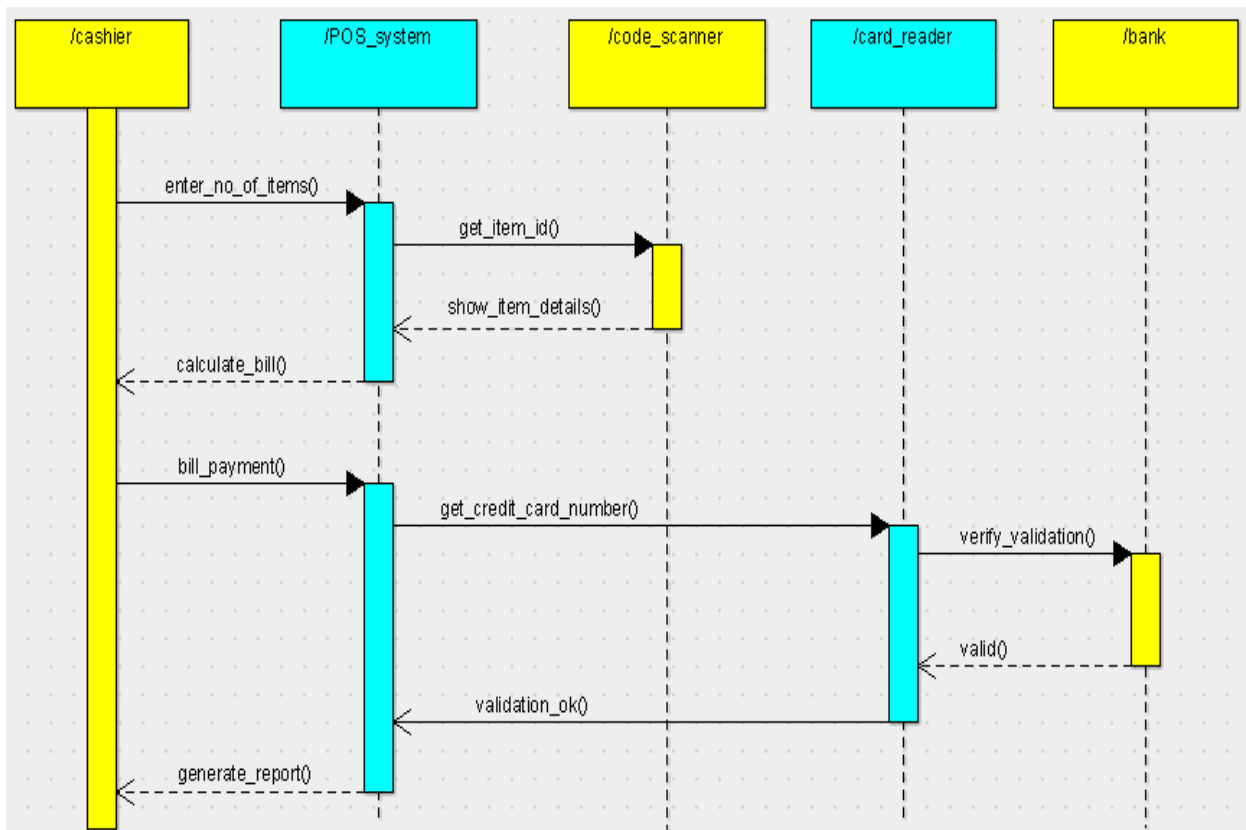 /cashier
/POS_system
/code_scanner
/card_reader
/bank
enter_no_of_items()
get_item_id()
show_item_details()
calculate_bill()
bill_payment()
get_credit_card_number()
verify_validation()
valid()
validation_ok()
generate_report()